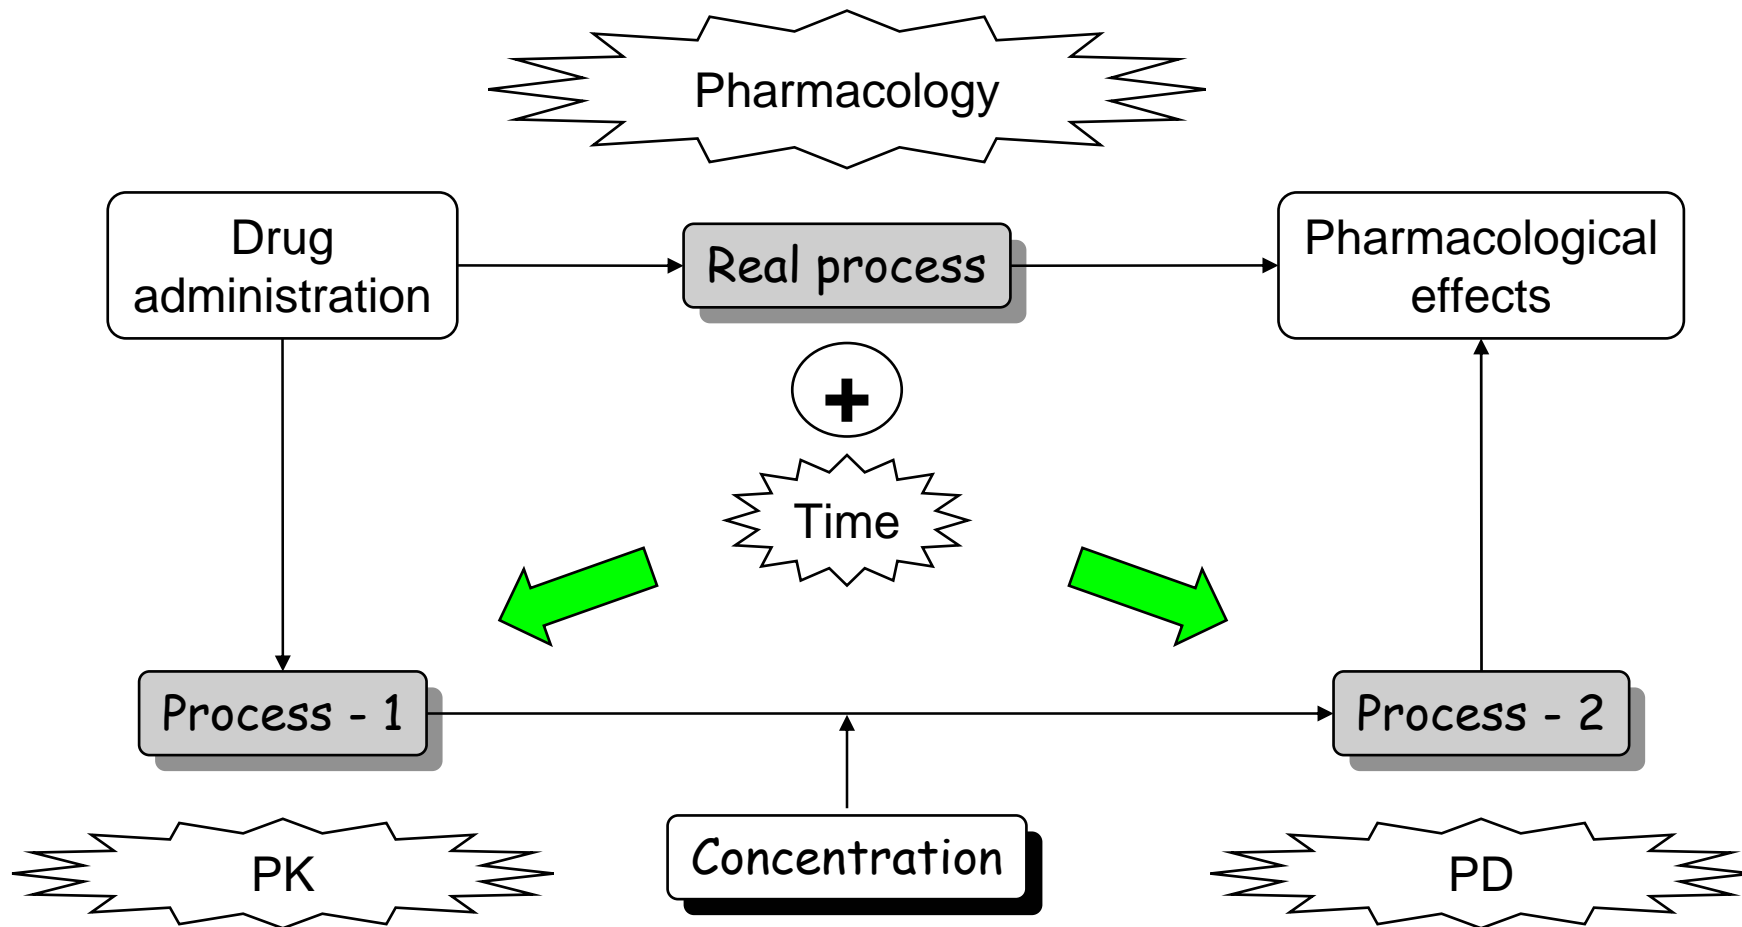 Pharmacology
Drug
administration
Real process
Pharmacological
effects
+
Time
Process - 1
Process - 2
Concentration
PK
PD